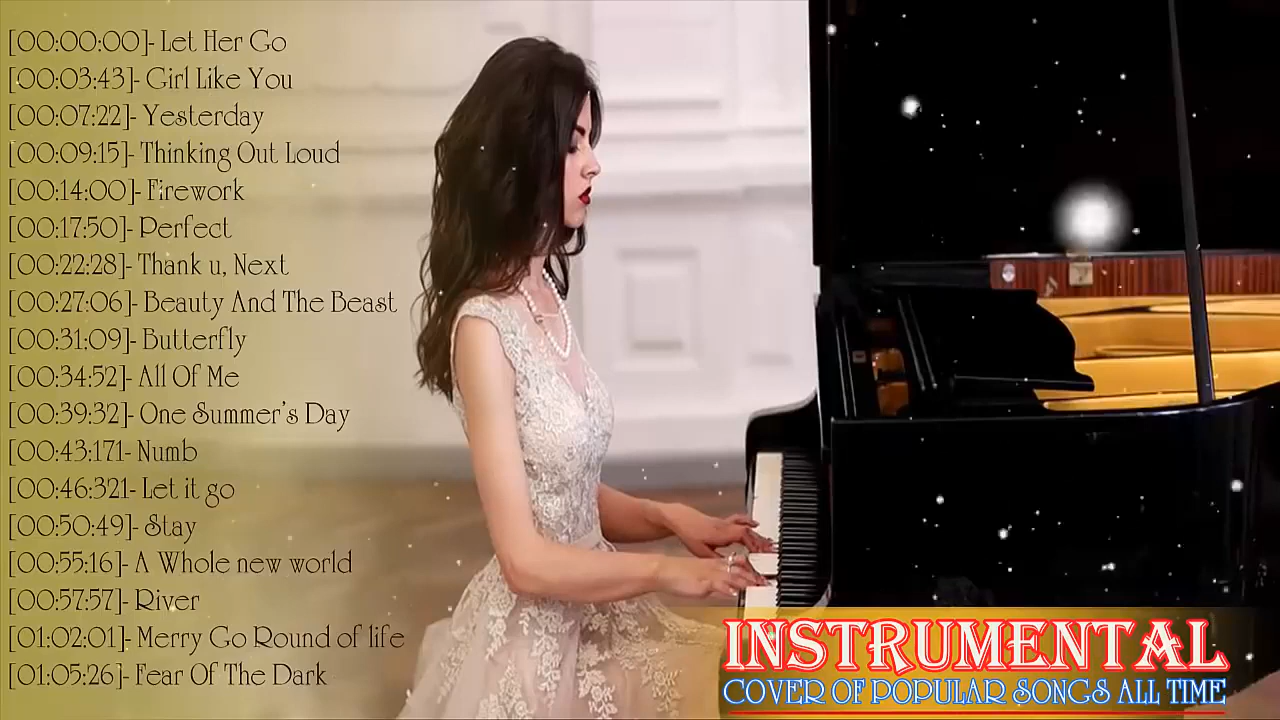 [00:00:00]- Let Her Go
[00:03:43]- Girl Like You
[00:07:22]- Yesterday
[00:09:15]- Thinking Out Loud
[00:14:00]- Firework
[00:17:50]- Perfect
[00:22:28]- Thank u, Next
[00:27:06]- Beauty And The Beast
[00:31:09]- Butterfly
[00:34:52]- All Of Me
[00:39:32]- One Summer's Day
[00:43:171- Numb
[00:46:321- Let it go
[00:50:49]- Stay
[00:55:16]- A Whole new world
[00:57:57]- River
[01:02:01]- Merry Go Round of life
[01:05:26]- Fear Of The Dark
INSTRUMENTAL
COVER OF POPULAR SONGS ALL TIME